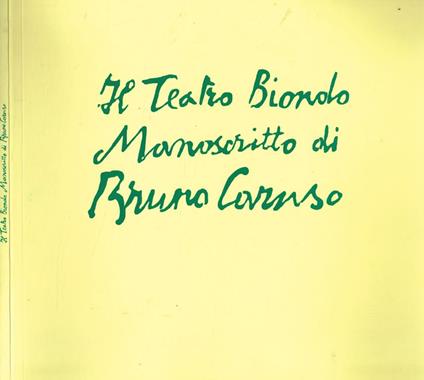 Il Teatro Biondo
Manoscritto di
Bruno Caruso
Il Teatro Biondo Manoscritto di Bruno Caruso